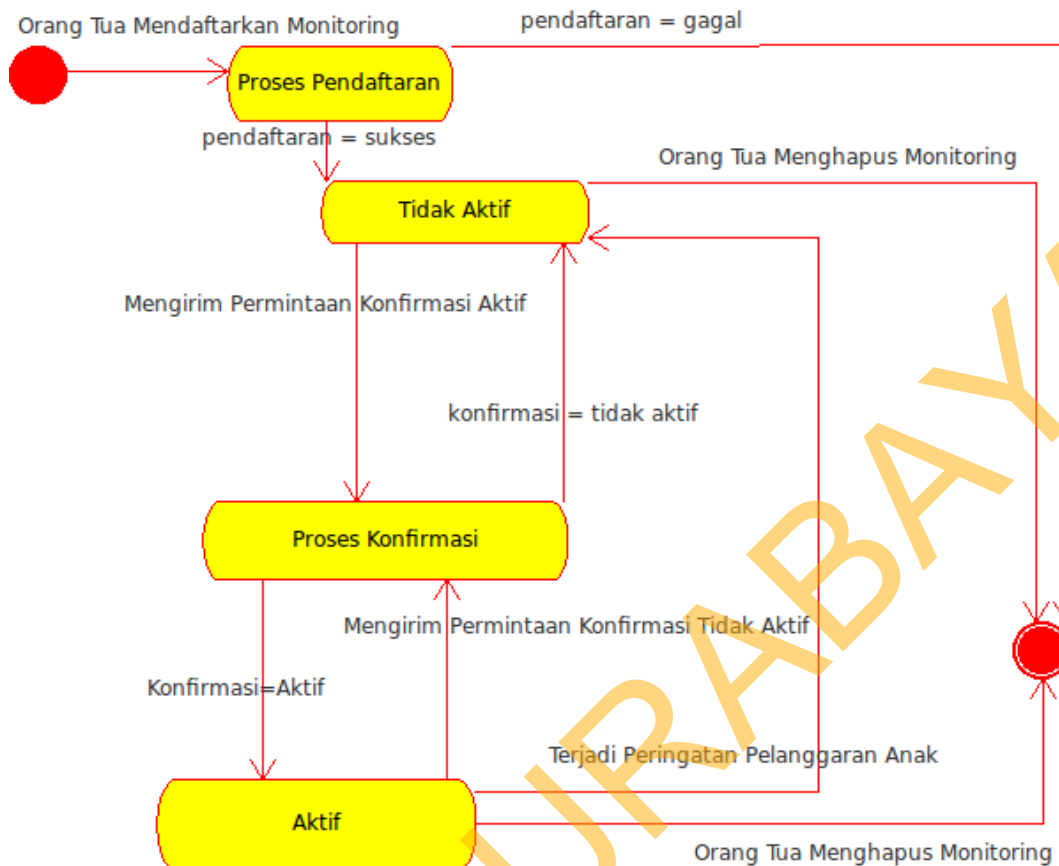 pendaftaran = gagal
Orang Tua Mendaftarkan Monitoring
Proses Pendaftaran
pendaftaran = sukses
Orang Tua Menghapus Monitoring
Tidak Aktif
Mengirim Permintaan Konfirmasi Aktif
konfirmasi = tidak aktif
Proses Konfirmasi
Mengirim Permintaan Konfirmasi Tidak Aktif
Konfirmasi=Aktif
Terjadi Peringatan Pelanggaran Anak
Aktif
Orang Tua Menghapus Monitoring
URABAYA